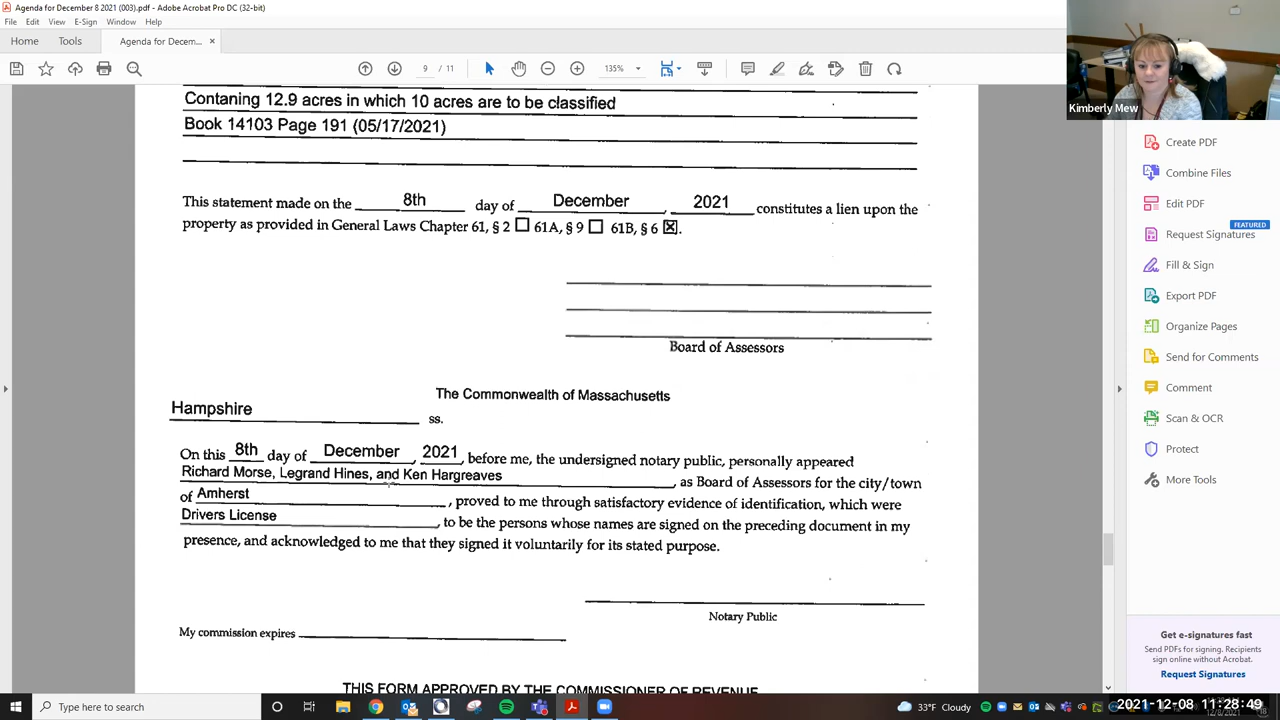 Agenda for December 8 2021 (003).pdf - Adobe Acrobat Pro DC (32-bit)
File Edit View E-Sign Window Help
Home Tools Agenda for Decem... ×
9 / 11 135%
Kimberly Mew
Contaning 12.9 acres in which 10 acres are to be classified
Book 14103 Page 191 (05/17/2021)
This statement made on the 8th day of December, 2021 constitutes a lien upon the
property as provided in General Laws Chapter 61, § 2 ☐ 61A, § 9 ☐ 61B, § 6 ☒.
Board of Assessors
The Commonwealth of Massachusetts
Hampshire ss.
On this 8th day of December, 2021, before me, the undersigned notary public, personally appeared
Richard Morse, Legrand Hines, and Ken Hargreaves, as Board of Assessors for the city/town
of Amherst, proved to me through satisfactory evidence of identification, which were
Drivers License, to be the persons whose names are signed on the preceding document in my
presence, and acknowledged to me that they signed it voluntarily for its stated purpose.
Notary Public
My commission expires
THIS FORM APPROVED BY THE COMMISSIONER OF REVENUE
Create PDF
Combine Files
Edit PDF
FEATURED
Request Signatures
Fill & Sign
Export PDF
Organize Pages
Send for Comments
Comment
Scan & OCR
Protect
More Tools
Get e-signatures fast
Send PDFs for signing. Recipients
sign online without Acrobat.
Request Signatures
Type here to search
33°F Cloudy
2021-12-08 11:28:49